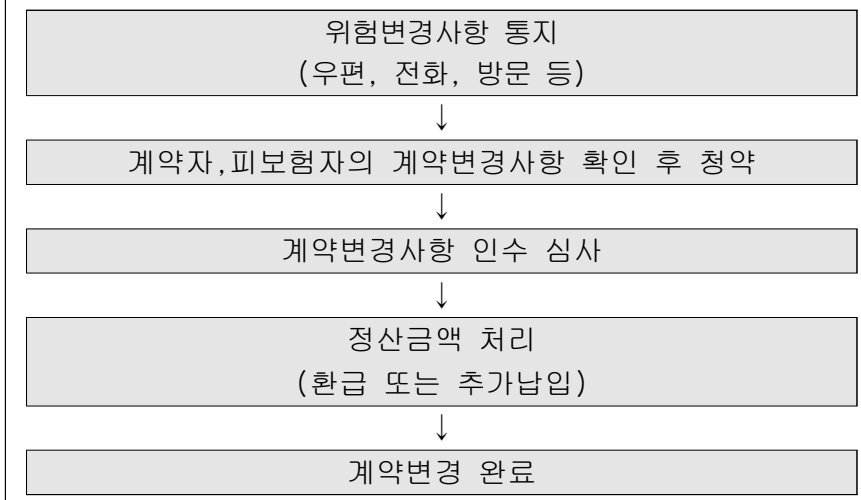 위험변경사항 통지
(우편, 전화, 방문 등)
↓
계약자,피보험자의 계약변경사항 확인 후 청약
↓
계약변경사항 인수 심사
↓
정산금액 처리
(환급 또는 추가납입)
↓
계약변경 완료